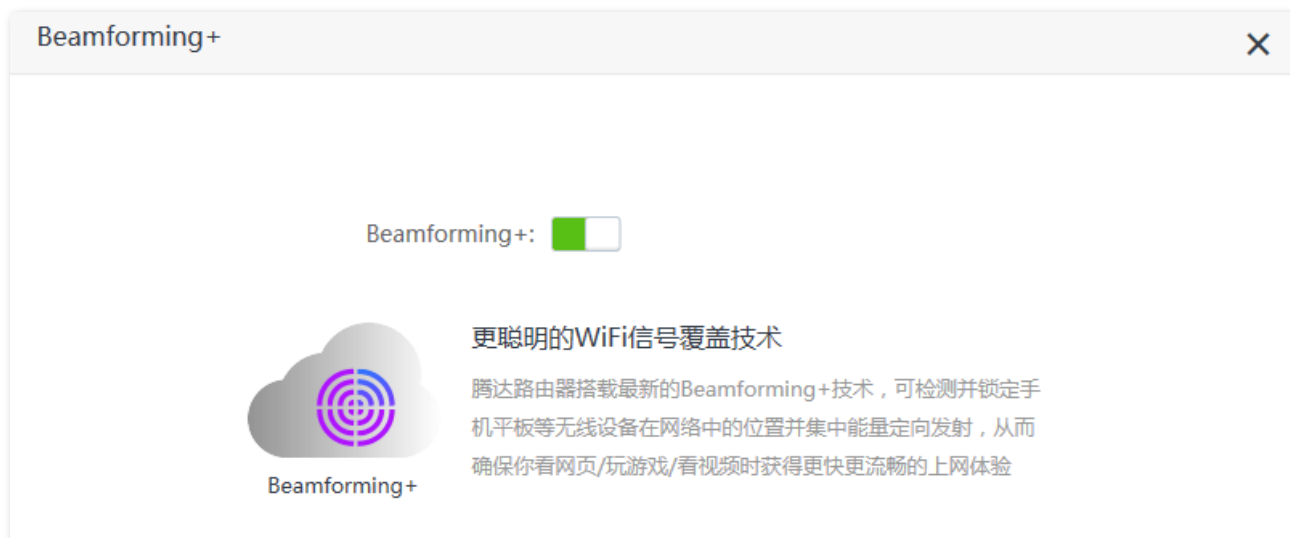 Beamforming+
Beamforming+:
更聪明的WiFi信号覆盖技术
腾达路由器搭载最新的Beamforming+技术，可检测并锁定手
机平板等无线设备在网络中的位置并集中能量定向发射，从而
确保你看网页/玩游戏/看视频时获得更快更流畅的上网体验
Beamforming+